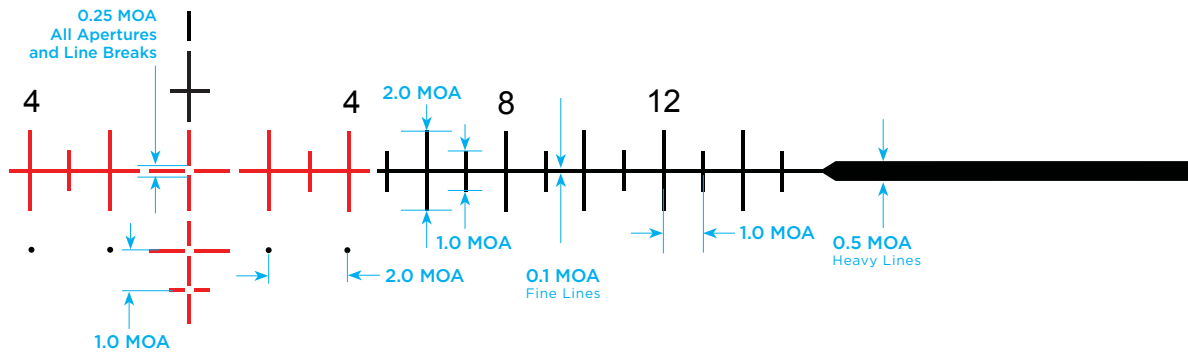 0.25 MOA
All Apertures
and Line Breaks
4
4
2.0 MOA
8
12
1.0 MOA
1.0 MOA
2.0 MOA
0.1 MOA
Fine Lines
0.5 MOA
Heavy Lines
1.0 MOA